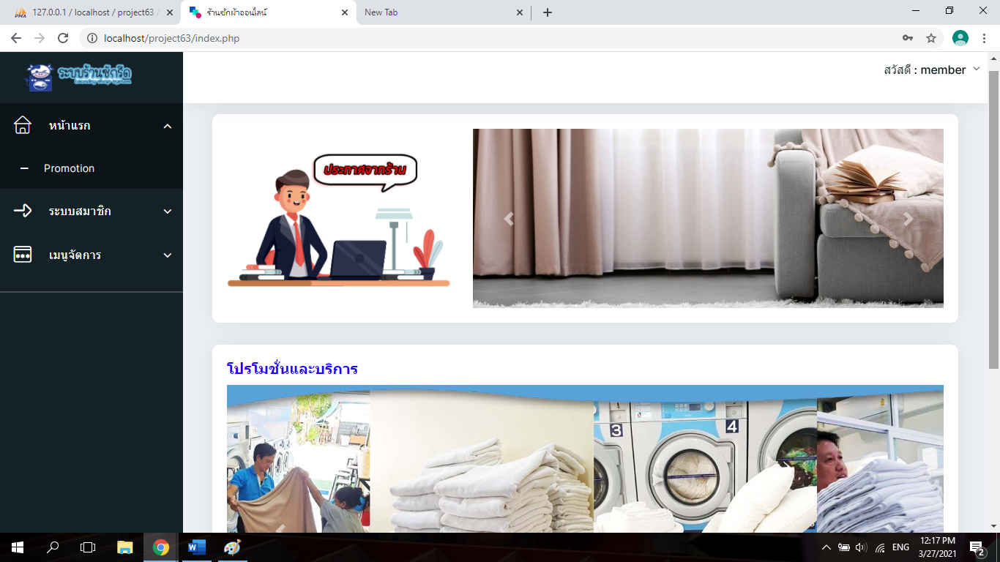 127.0.0.1 / localhost / project63 /
ร้านซักผ้าออนไลน์
New Tab
localhost/project63/index.php
ระบบร้านซักรีด
สวัสดี : member
หน้าแรก
Promotion
ระบบสมาชิก
เมนูจัดการ
ประกาศจากร้าน
โปรโมชั่นและบริการ
3
4
ENG
12:17 PM
3/27/2021
2